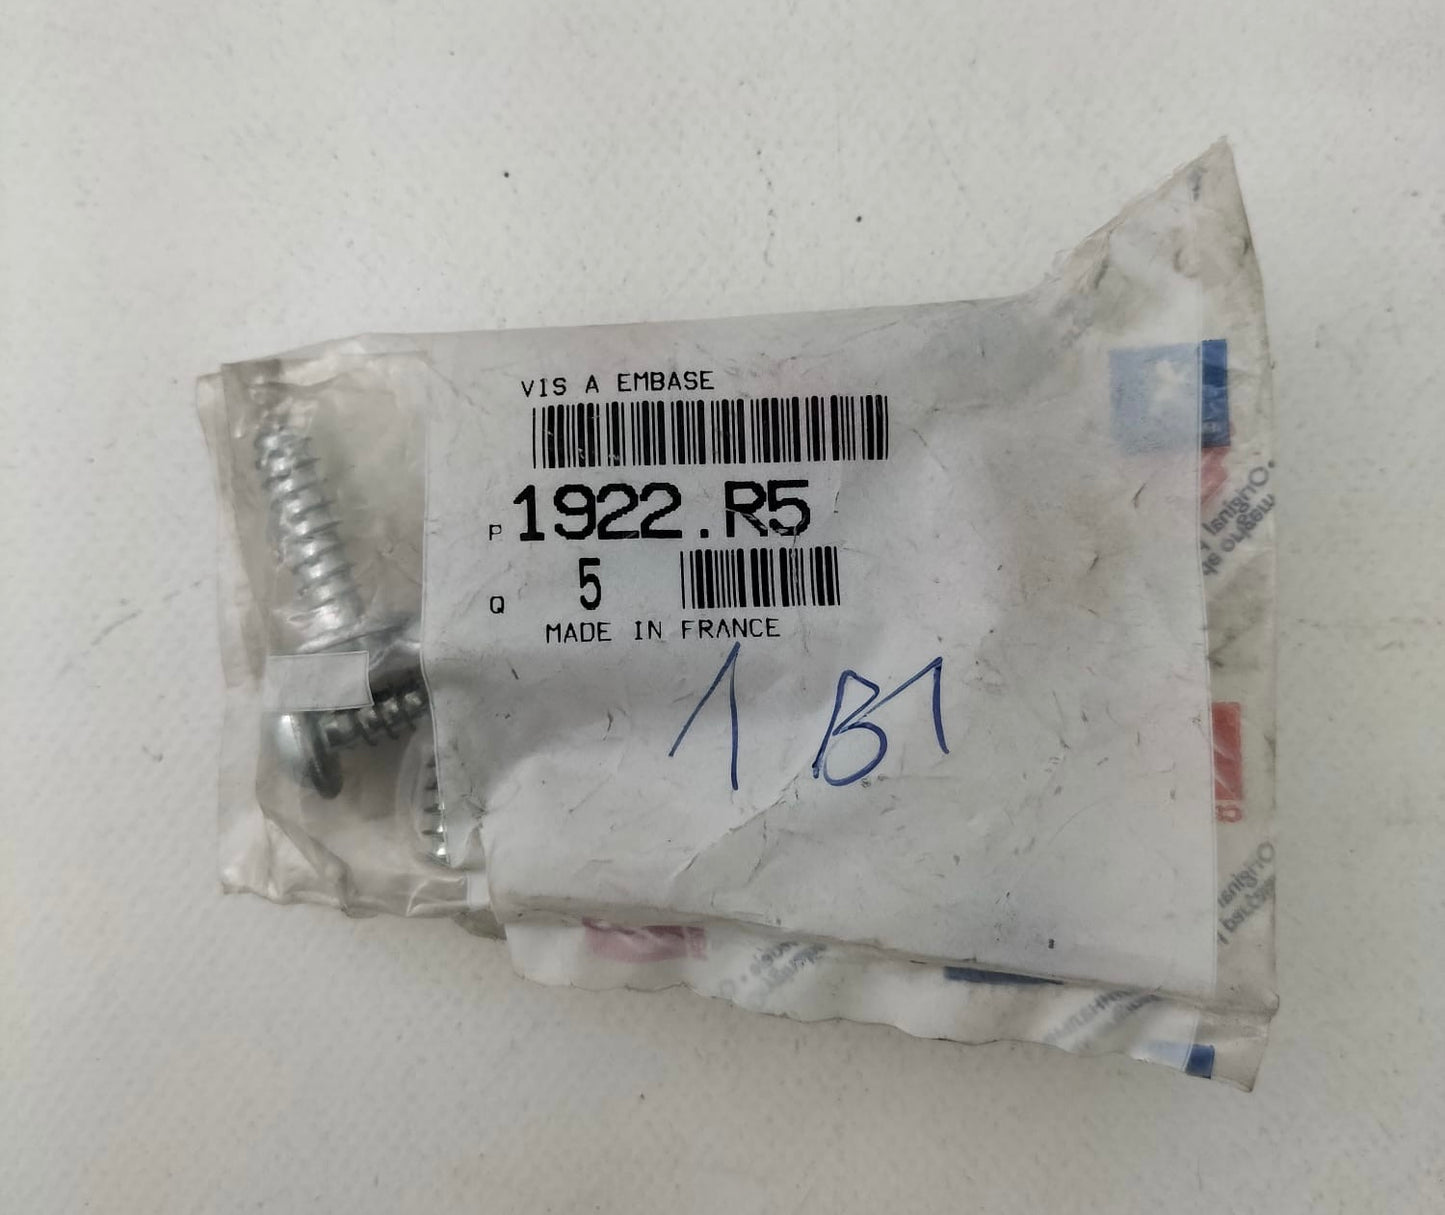 VIS A EMBASE
P 1922.R5
Q 5
MADE IN FRANCE
1 B1